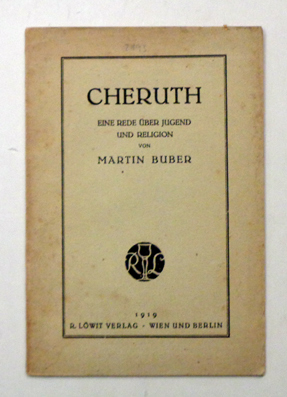 CHERUTH
EINE REDE ÜBER JUGEND
UND RELIGION
VON
MARTIN BUBER
R L
1919
R. LÖWIT VERLAG · WIEN UND BERLIN